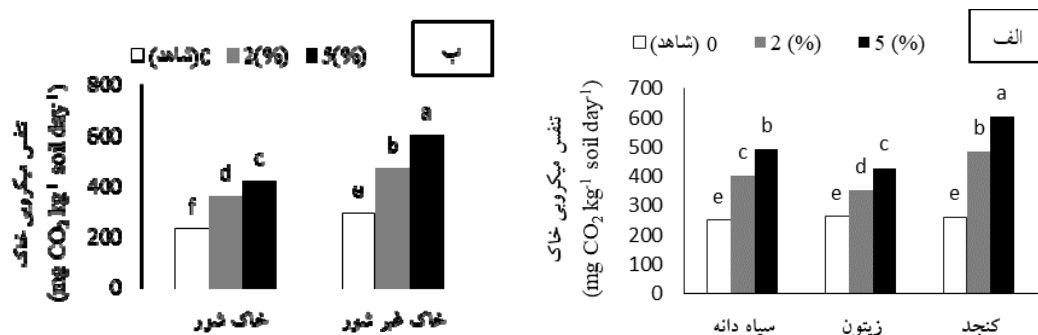 الف
0 (شاهد) 2 (%) 5 (%)
تنفس میکروبی خاک
(mg CO₂ kg⁻¹ soil day⁻¹)
700
600
500
400
300
200
100
0
e c b
e d c
e b a
سیاه دانه زیتون کنجد
ب
0(شاهد) 2(%) 5(%)
تنفس میکروبی خاک
(mg CO₂ kg⁻¹ soil day⁻¹)
800
600
400
200
0
f d c
e b a
خاک شور خاک غیر شور